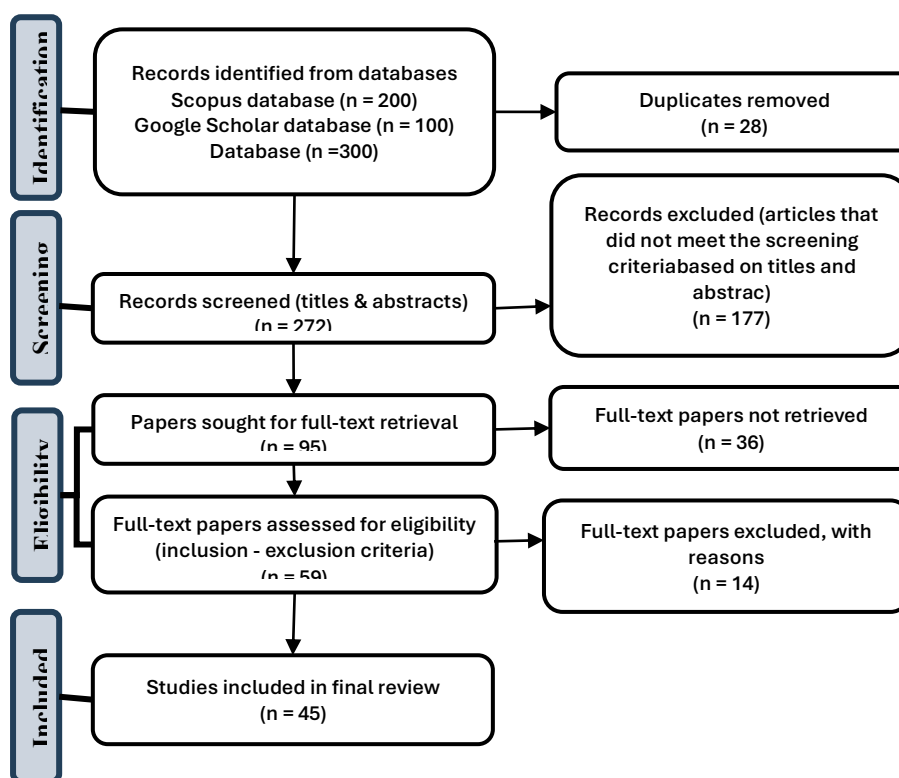 Identification
Records identified from databases
Scopus database (n = 200)
Google Scholar database (n = 100)
Database (n =300)
Duplicates removed
(n = 28)
Screening
Records screened (titles & abstracts)
(n = 272)
Records excluded (articles that
did not meet the screening
criteriabased on titles and
abstrac)
(n = 177)
Eligibility
Papers sought for full-text retrieval
(n = 95)
Full-text papers not retrieved
(n = 36)
Full-text papers assessed for eligibility
(inclusion - exclusion criteria)
(n = 59)
Full-text papers excluded, with
reasons
(n = 14)
Included
Studies included in final review
(n = 45)